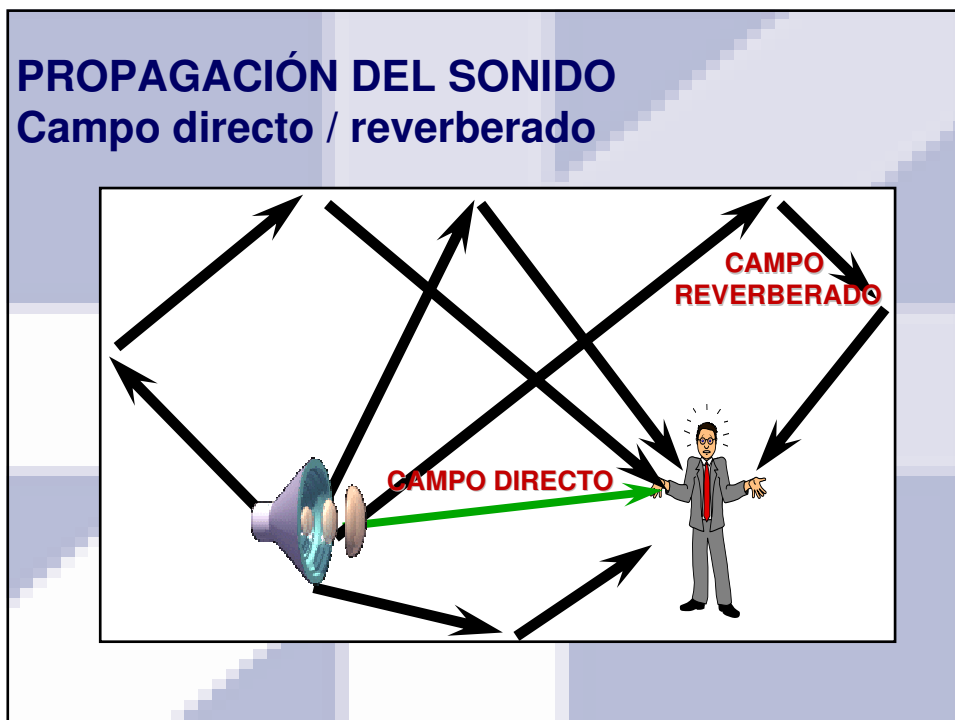 PROPAGACIÓN DEL SONIDO
Campo directo / reverberado
CAMPO
REVERBERADO
CAMPO DIRECTO